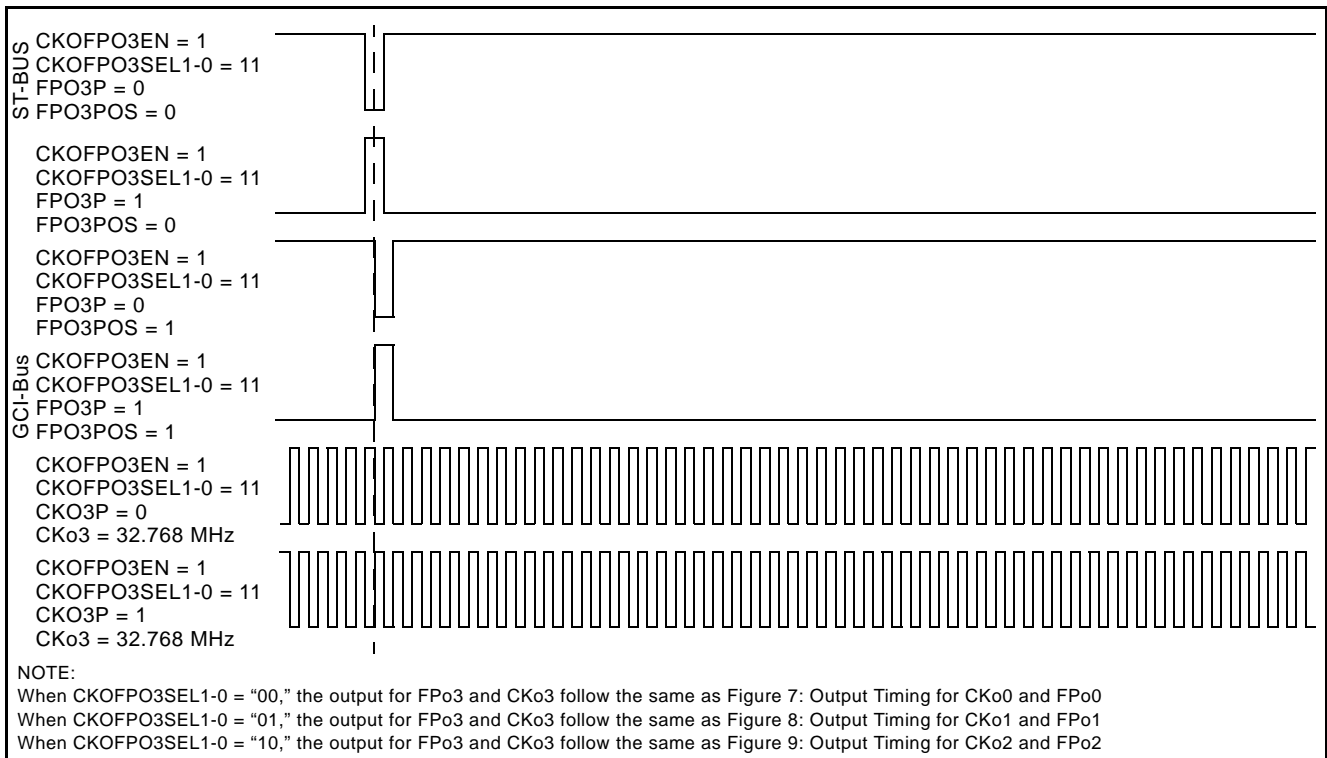 ST-BUS
CKOFPO3EN = 1
CKOFPO3SEL1-0 = 11
FPO3P = 0
FPO3POS = 0
CKOFPO3EN = 1
CKOFPO3SEL1-0 = 11
FPO3P = 1
FPO3POS = 0
CKOFPO3EN = 1
CKOFPO3SEL1-0 = 11
FPO3P = 0
FPO3POS = 1
GCI-Bus
CKOFPO3EN = 1
CKOFPO3SEL1-0 = 11
FPO3P = 1
FPO3POS = 1
CKOFPO3EN = 1
CKOFPO3SEL1-0 = 11
CKO3P = 0
CKo3 = 32.768 MHz
CKOFPO3EN = 1
CKOFPO3SEL1-0 = 11
CKO3P = 1
CKo3 = 32.768 MHz
NOTE:
When CKOFPO3SEL1-0 = “00,” the output for FPo3 and CKo3 follow the same as Figure 7: Output Timing for CKo0 and FPo0
When CKOFPO3SEL1-0 = “01,” the output for FPo3 and CKo3 follow the same as Figure 8: Output Timing for CKo1 and FPo1
When CKOFPO3SEL1-0 = “10,” the output for FPo3 and CKo3 follow the same as Figure 9: Output Timing for CKo2 and FPo2